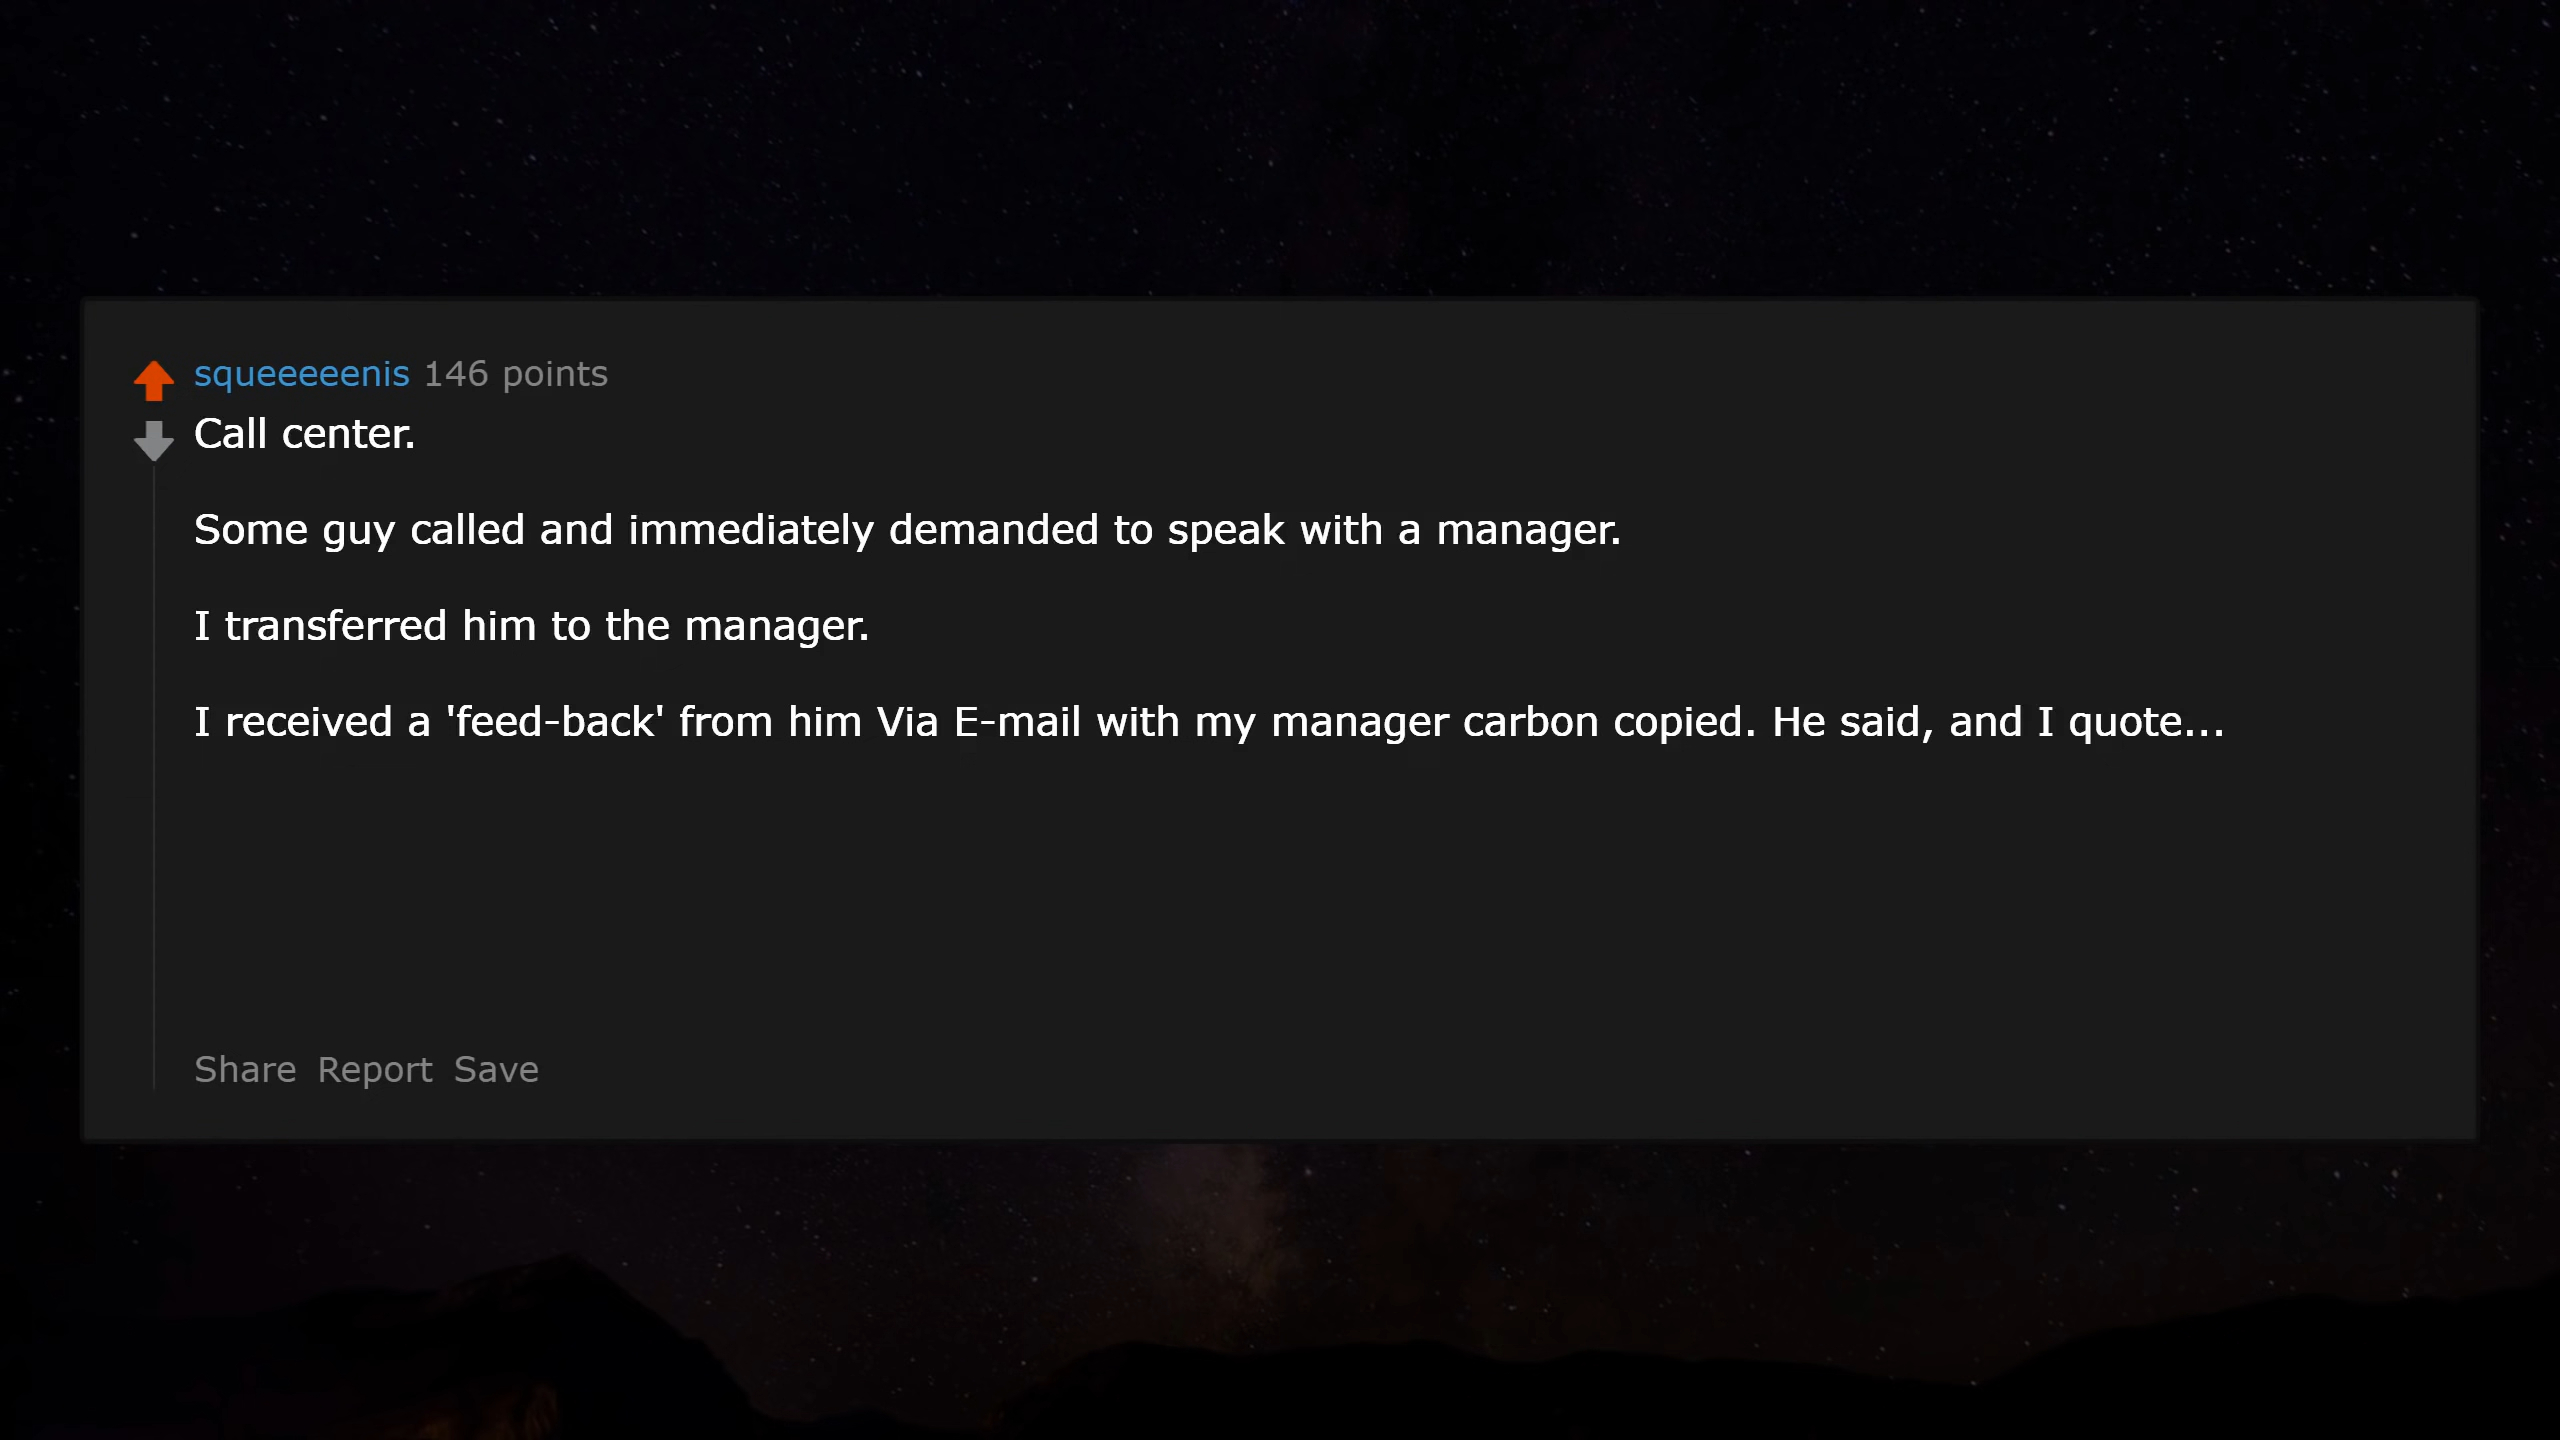 squeeeeenis 146 points
Call center.
Some guy called and immediately demanded to speak with a manager.
I transferred him to the manager.
I received a 'feed-back' from him Via E-mail with my manager carbon copied. He said, and I quote...
Share Report Save